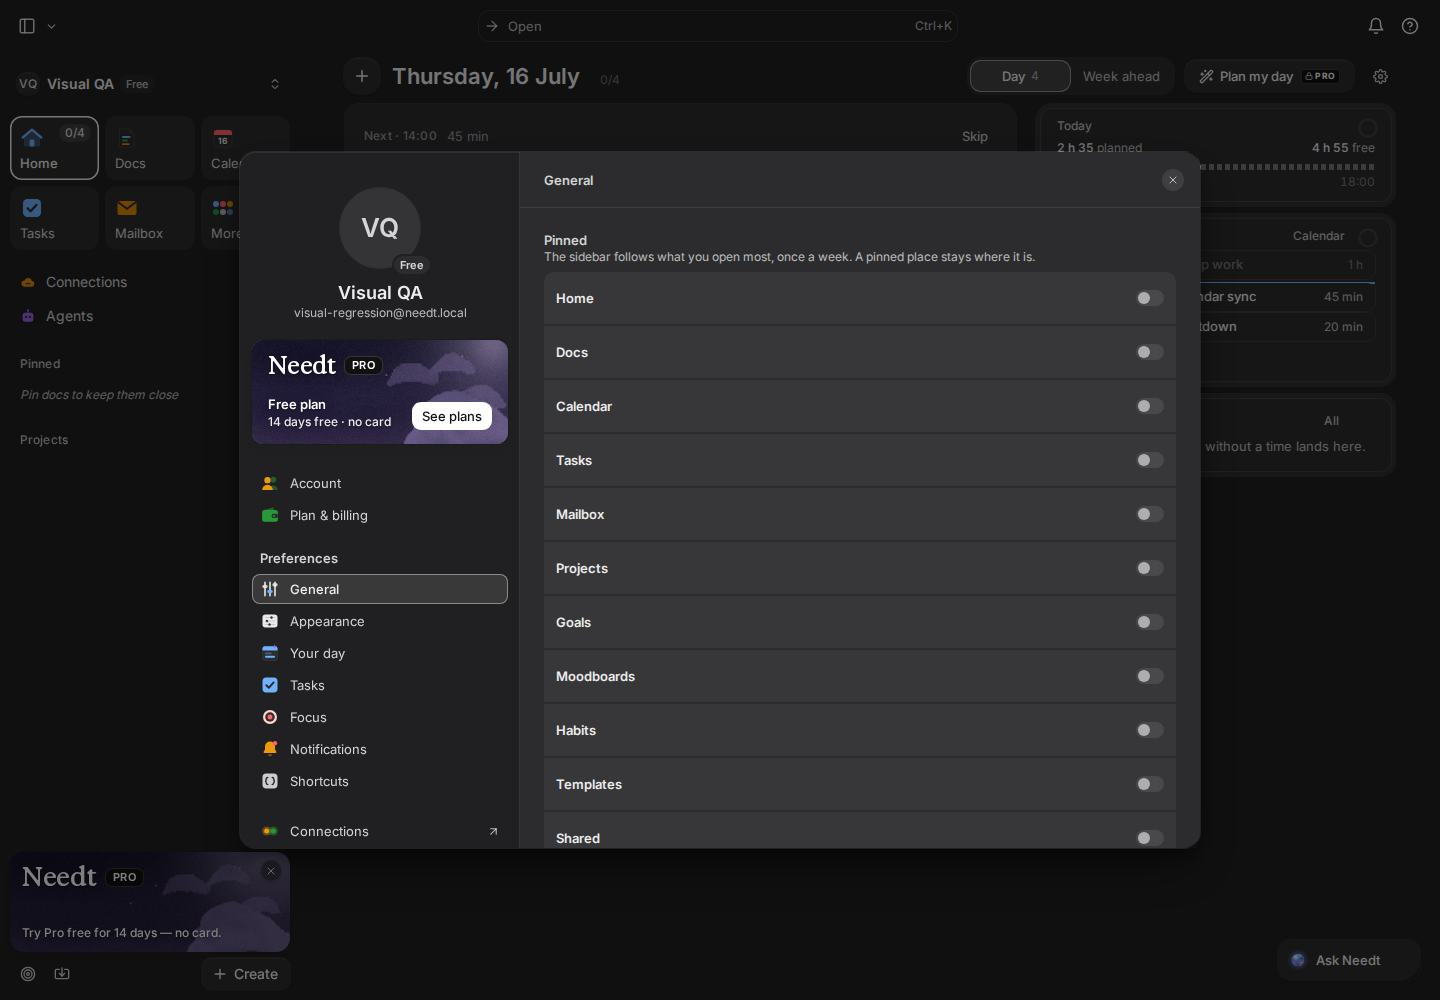 Open
Ctrl+K
VQ Visual QA Free
Thursday, 16 July 0/4
Day 4
Week ahead
Plan my day PRO
0/4
Home
Docs
16
Tasks
Mailbox
More
Connections
Agents
Pinned
Pin docs to keep them close
Projects
Next · 14:00 45 min
Skip
Today
2 h 35 planned
4 h 55 free
18:00
Calendar
work
1 h
sync
45 min
20 min
All
without a time lands here.
VQ
Free
Visual QA
visual-regression@needt.local
Needt PRO
Free plan
14 days free · no card
See plans
Account
Plan & billing
Preferences
General
Appearance
Your day
Tasks
Focus
Notifications
Shortcuts
Connections
General
Pinned
The sidebar follows what you open most, once a week. A pinned place stays where it is.
Home
Docs
Calendar
Tasks
Mailbox
Projects
Goals
Moodboards
Habits
Templates
Shared
Needt PRO
Try Pro free for 14 days — no card.
Create
Ask Needt